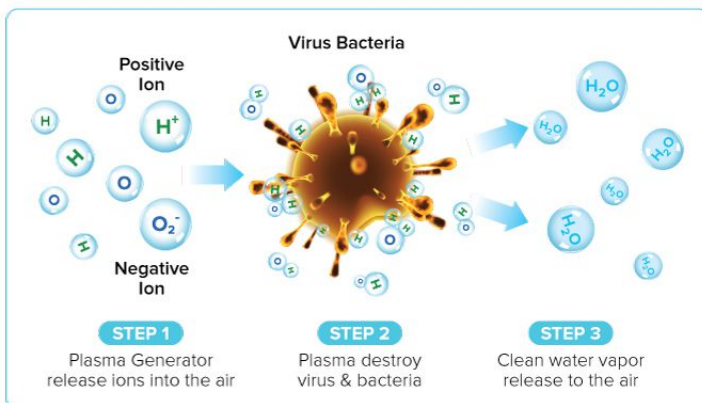 Virus Bacteria
Positive
Ion
H
O
H⁺
H
O
O
O₂⁻
H
Negative
Ion
O H
H
H
O H
H
H
H
O H
H
H
H
O
H
O
H
O H
O H
H₂O
H₂O
H₂O
H₂O
H₂O
H₂O
STEP 1
Plasma Generator
release ions into the air
STEP 2
Plasma destroy
virus & bacteria
STEP 3
Clean water vapor
release to the air